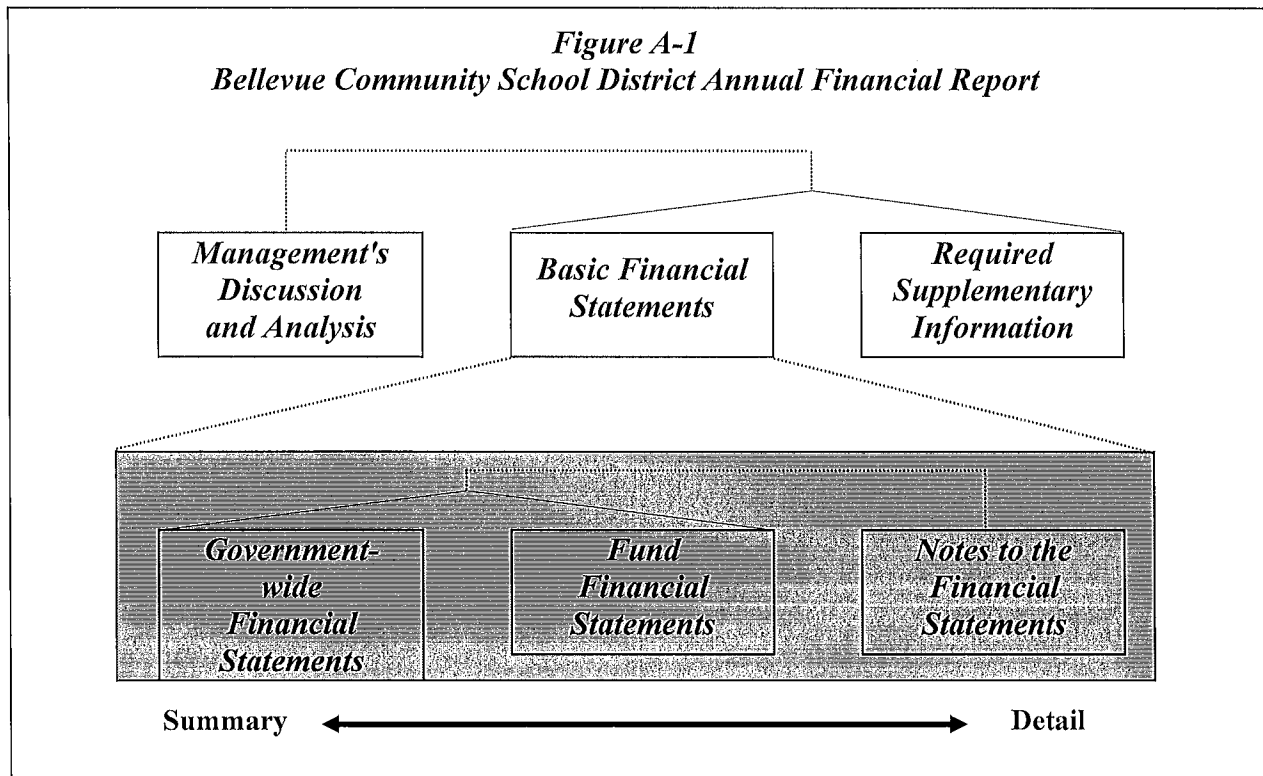 Figure A-1
Bellevue Community School District Annual Financial Report
Management's
Discussion
and Analysis
Basic Financial
Statements
Required
Supplementary
Information
Government-
wide
Financial
Statements
Fund
Financial
Statements
Notes to the
Financial
Statements
Summary
Detail